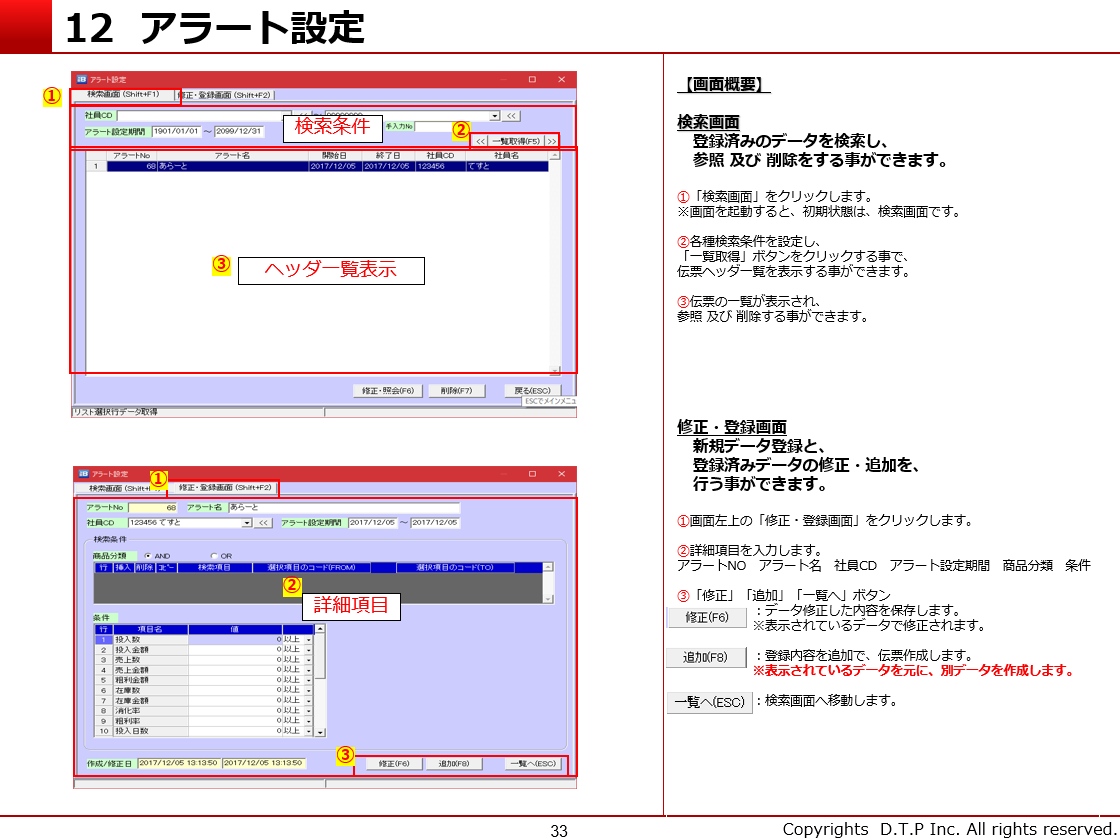 12 アラート設定
アラート設定
検索画面 (Shift+F1)
修正・登録画面 (Shift+F2)
①
社員CD
<<
<<
アラート設定期間 1901/01/01 ～ 2099/12/31
手入力No
検索条件
②
<< 一覧取得(F5) >>
アラートNo アラート名 開始日 終了日 社員CD 社員名
1 68 あらーと 2017/12/05 2017/12/05 123456 てすと
③
ヘッダ一覧表示
修正・照会(F6) 削除(F7) 戻る(ESC)
ESCでメインメニュ
リスト選択行データ取得
アラート設定
①
検索画面 (Shift+
修正・登録画面 (Shift+F2)
アラートNo 68 アラート名 あらーと
社員CD 123456 てすと << アラート設定期間 2017/12/05 ～ 2017/12/05
検索条件
商品分類 AND OR
行 挿入 削除 コピー 検索項目 選択項目のコード(FROM) 選択項目のコード(TO)
②
詳細項目
条件
行 項目名 値
1 投入数 0 以上
2 投入金額 0 以上
3 売上数 0 以上
4 売上金額 0 以上
5 粗利金額 0 以上
6 在庫数 0 以上
7 在庫金額 0 以上
8 消化率 0 以上
9 粗利率 0 以上
10 投入日数 0 以上
③
作成/修正日 2017/12/05 13:13:50 2017/12/05 13:13:50
修正(F6) 追加(F8) 一覧へ(ESC)
【画面概要】
検索画面
登録済みのデータを検索し、
参照 及び 削除をする事ができます。
①「検索画面」をクリックします。
※画面を起動すると、初期状態は、検索画面です。
②各種検索条件を設定し、
「一覧取得」ボタンをクリックする事で、
伝票ヘッダ一覧を表示する事ができます。
③伝票の一覧が表示され、
参照 及び 削除する事ができます。
修正・登録画面
新規データ登録と、
登録済みデータの修正・追加を、
行う事ができます。
①画面左上の「修正・登録画面」をクリックします。
②詳細項目を入力します。
アラートNO アラート名 社員CD アラート設定期間 商品分類 条件
③「修正」「追加」「一覧へ」ボタン
修正(F6) ：データ修正した内容を保存します。
※表示されているデータで修正されます。
追加(F8) ：登録内容を追加で、伝票作成します。
※表示されているデータを元に、別データを作成します。
一覧へ(ESC) ：検索画面へ移動します。
33
Copyrights D.T.P Inc. All rights reserved.